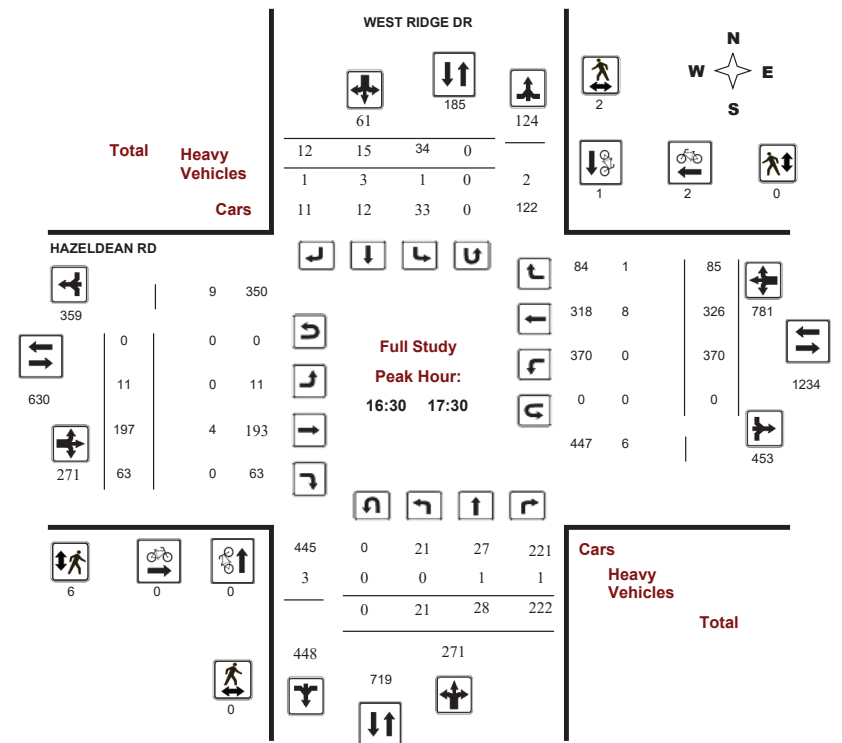 WEST RIDGE DR
N
W E
S
185
2
61
124
Total
Heavy
Vehicles
Cars
12 15 34 0
1 3 1 0 2
11 12 33 0 122
1 2 0
HAZELDEAN RD
359
9 350
630
0 0 0
11 0 11
197 4 193
271 63 0 63
Full Study
Peak Hour:
16:30 17:30
84 1 85
318 8 326 781
370 0 370
1234
0 0 0
447 6
453
6 0 0
0
445 0 21 27 221
3 0 0 1 1
0 21 28 222
448 271
719
Cars
Heavy
Vehicles
Total